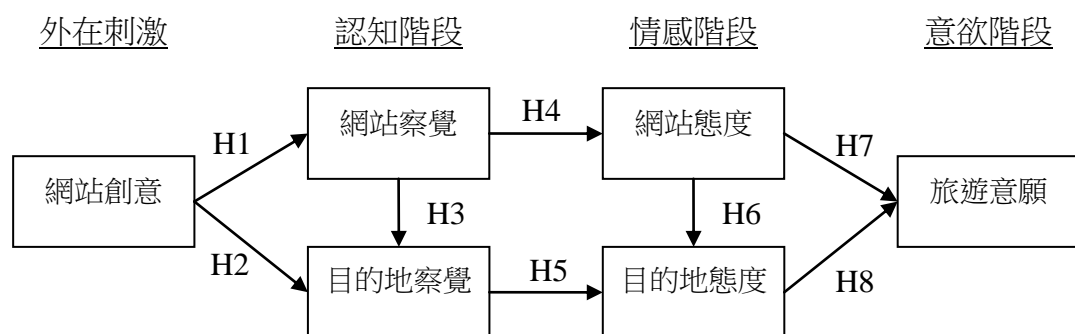 外在刺激 認知階段 情感階段 意欲階段
網站察覺 H4 網站態度
H1 H7
網站創意 旅遊意願
H3 H6
H2 H8
目的地察覺 H5 目的地態度